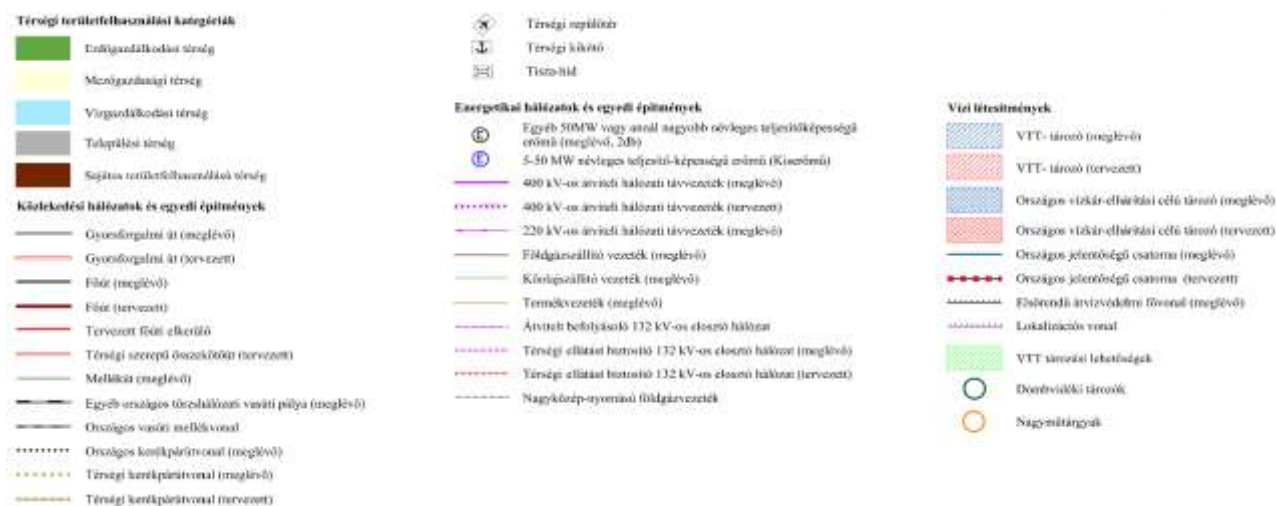 Térségi területfelhasználási kategóriák
Erdőgazdálkodási térség
Mezőgazdasági térség
Vízgazdálkodási térség
Települési térség
Sajátos területfelhasználású térség
Közlekedési hálózatok és egyedi építmények
Gyorsforgalmi út (meglévő)
Gyorsforgalmi út (tervezett)
Főút (meglévő)
Főút (tervezett)
Tervezett főúti elkerülő
Térségi szerepű összekötőút (tervezett)
Mellékút (meglévő)
Egyéb országos törzshálózati vasúti pálya (meglévő)
Országos vasúti mellékvonal
Országos kerékpárútvonal (meglévő)
Térségi kerékpárútvonal (meglévő)
Térségi kerékpárútvonal (tervezett)
Térségi repülőtér
Térségi kikötő
Tisza-híd
Energetikai hálózatok és egyedi építmények
Egyéb 50MW vagy annál nagyobb névleges teljesítőképességű
erőmű (meglévő, 2db)
5-50 MW névleges teljesítő-képességű erőmű (Kiserőmű)
400 kV-os átviteli hálózati távvezeték (meglévő)
400 kV-os átviteli hálózati távvezeték (tervezett)
220 kV-os átviteli hálózati távvezeték (meglévő)
Földgázszállító vezeték (meglévő)
Kőolajszállító vezeték (meglévő)
Termékvezeték (meglévő)
Átvitelt befolyásoló 132 kV-os elosztó hálózat
Térségi ellátást biztosító 132 kV-os elosztó hálózat (meglévő)
Térségi ellátást biztosító 132 kV-os elosztó hálózat (tervezett)
Nagyközép-nyomású földgázvezeték
Vízi létesítmények
VTT- tározó (meglévő)
VTT- tározó (tervezett)
Országos vízkár-elhárítási célú tározó (meglévő)
Országos vízkár-elhárítási célú tározó (tervezett)
Országos jelentőségű csatorna (meglévő)
Országos jelentőségű csatorna (tervezett)
Elsőrendű árvízvédelmi fővonal (meglévő)
Lokalizációs vonal
VTT tározási lehetőségek
Dombvidéki tározók
Nagyműtárgyak